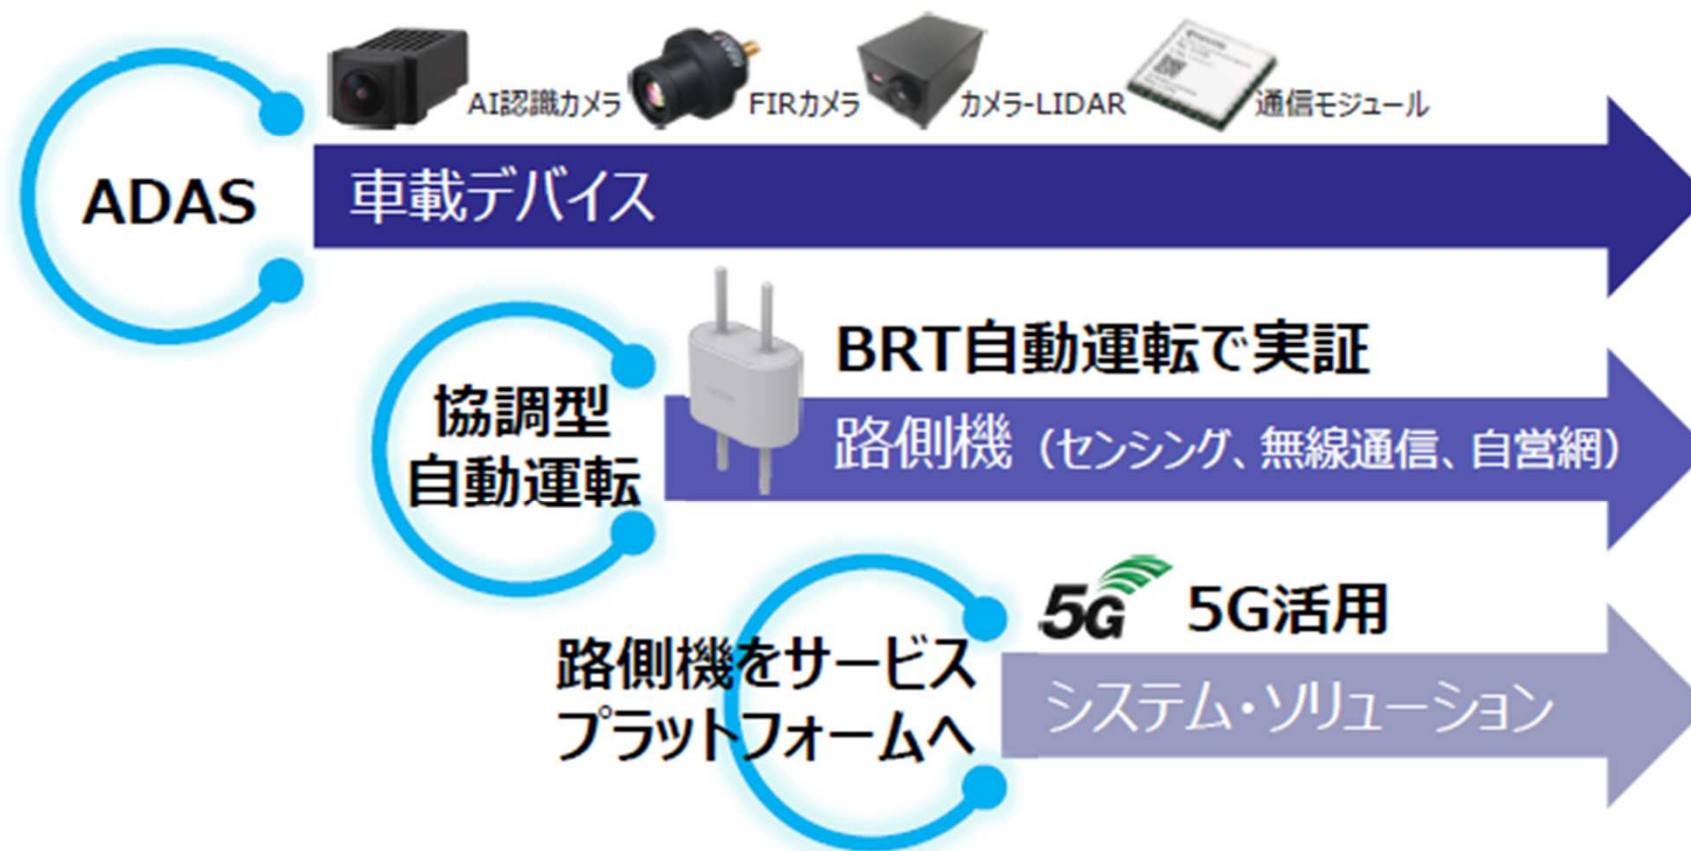 AI認識カメラ
FIRカメラ
カメラ-LIDAR
通信モジュール
ADAS
車載デバイス
BRT自動運転で実証
協調型
自動運転
路側機（センシング、無線通信、自営網）
5G
5G活用
路側機をサービス
プラットフォームへ
システム・ソリューション